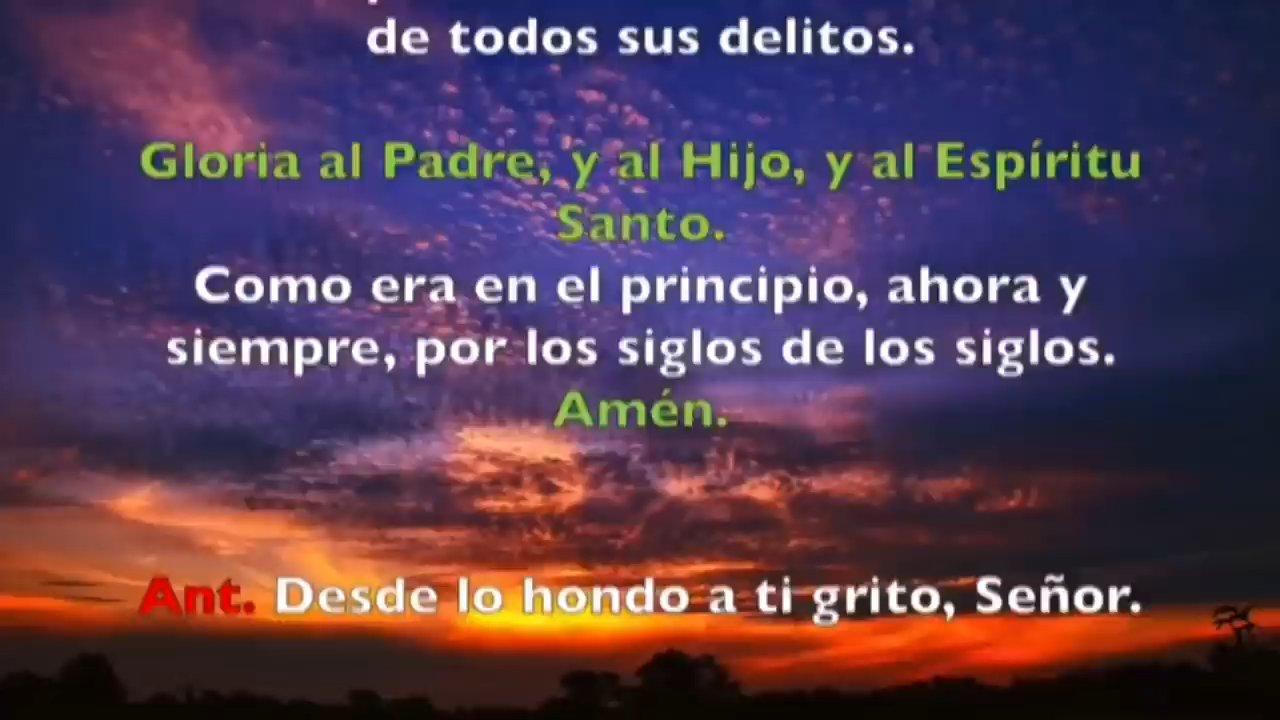 de todos sus delitos.
Gloria al Padre, y al Hijo, y al Espíritu
Santo.
Como era en el principio, ahora y
siempre, por los siglos de los siglos.
Amén.
Ant. Desde lo hondo a ti grito, Señor.